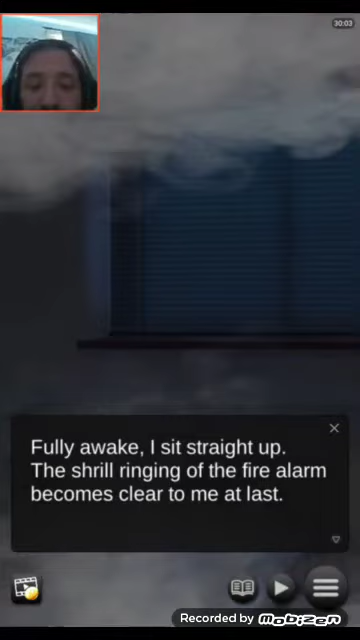 30:03
Fully awake, I sit straight up.
The shrill ringing of the fire alarm
becomes clear to me at last.
Recorded by Mobizen